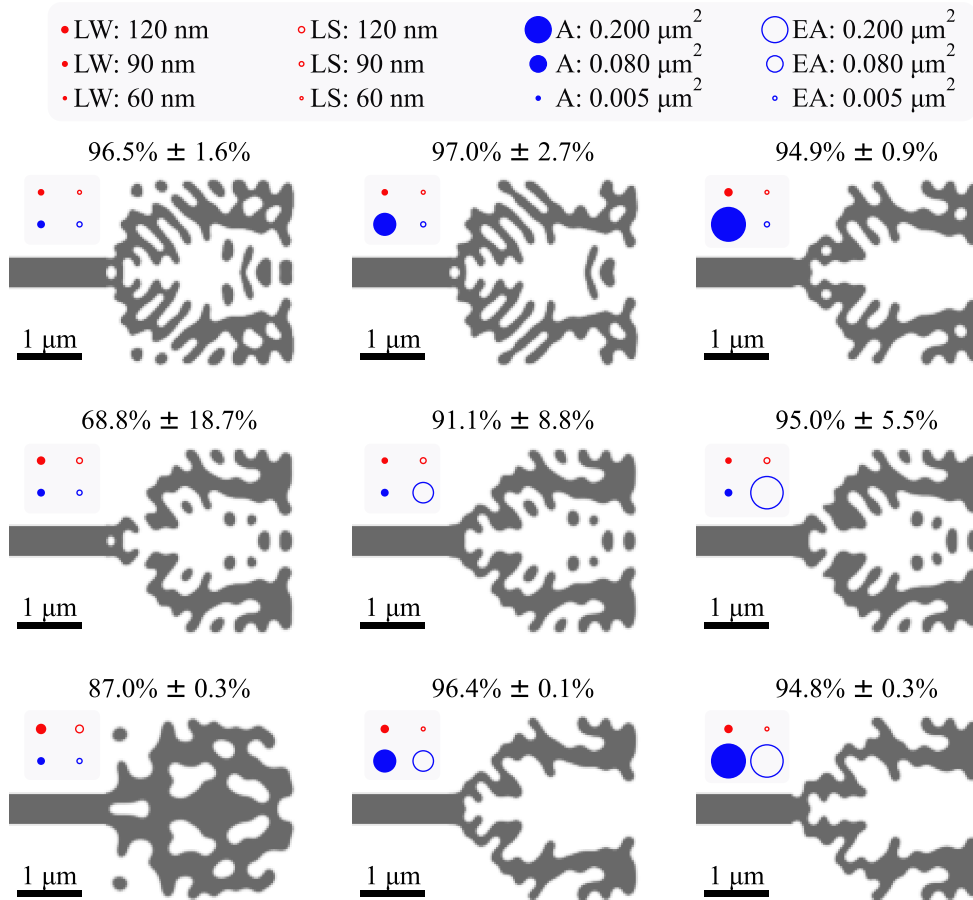 LW: 120 nm LS: 120 nm A: 0.200 μm² EA: 0.200 μm²
LW: 90 nm LS: 90 nm A: 0.080 μm² EA: 0.080 μm²
LW: 60 nm LS: 60 nm A: 0.005 μm² EA: 0.005 μm²
96.5% ± 1.6% 97.0% ± 2.7% 94.9% ± 0.9%
1 μm 1 μm 1 μm
68.8% ± 18.7% 91.1% ± 8.8% 95.0% ± 5.5%
1 μm 1 μm 1 μm
87.0% ± 0.3% 96.4% ± 0.1% 94.8% ± 0.3%
1 μm 1 μm 1 μm